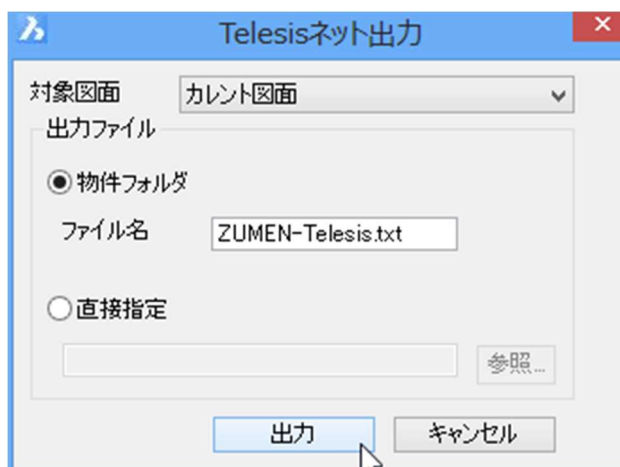 Telesisネット出力
対象図面 カレント図面
出力ファイル
物件フォルダ
ファイル名 ZUMEN-Telesis.txt
直接指定
参照...
出力 キャンセル